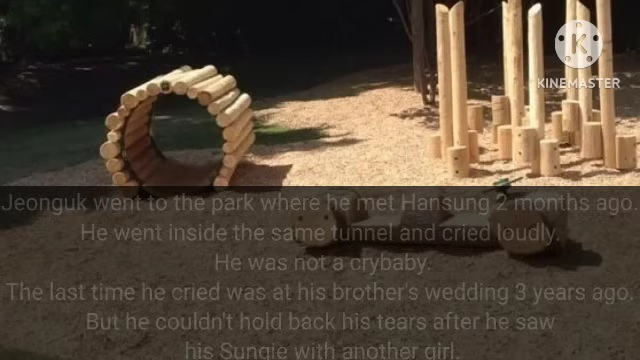 K
KINEMASTER
Jeonguk went to the park where he met Hansung 2 months ago.
He went inside the same tunnel and cried loudly.
He was not a crybaby.
The last time he cried was at his brother's wedding 3 years ago.
But he couldn't hold back his tears after he saw
his Sungie with another girl